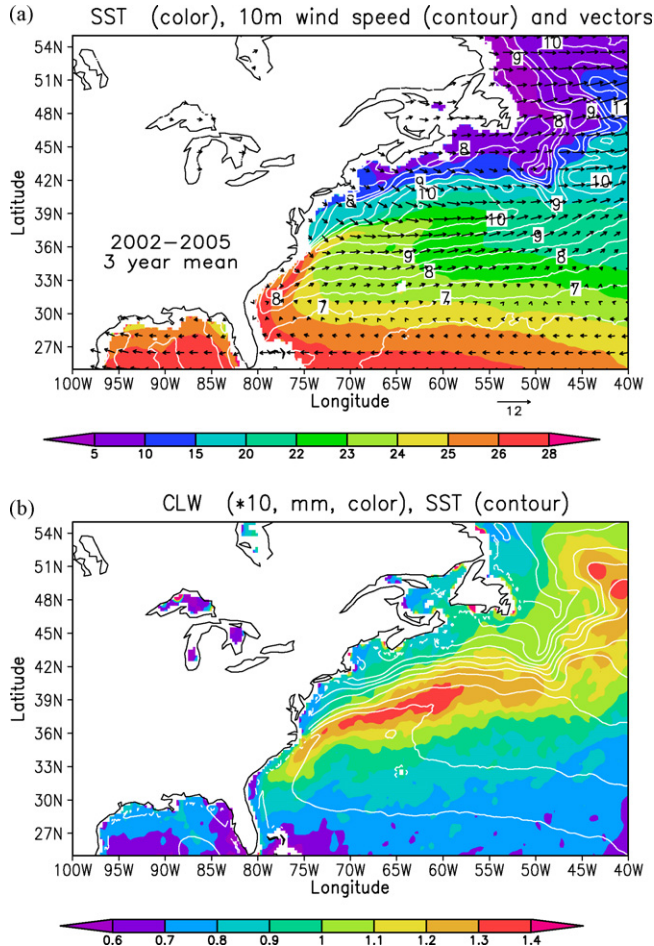 (a) SST (color), 10m wind speed (contour) and vectors
54N
51N
48N
45N
42N
39N
36N
33N
30N
27N
Latitude
10
9
11
9
8
8
10
9
10
8
9
10
9
9
8
8
7
7
7
8
2002-2005
3 year mean
100W 95W 90W 85W 80W 75W 70W 65W 60W 55W 50W 45W 40W
Longitude
12
5 10 15 20 22 23 24 25 26 28
(b) CLW (*10, mm, color), SST (contour)
54N
51N
48N
45N
42N
39N
36N
33N
30N
27N
Latitude
100W 95W 90W 85W 80W 75W 70W 65W 60W 55W 50W 45W 40W
Longitude
0.6 0.7 0.8 0.9 1 1.1 1.2 1.3 1.4